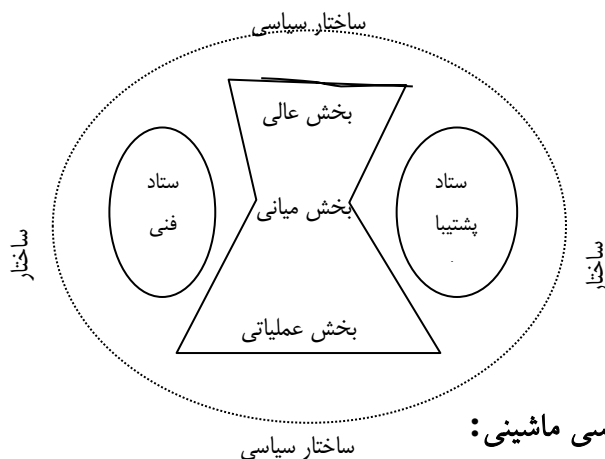 ساختار سیاسی
بخش عالی
ستاد
پشتیبا
ستاد
فنی
بخش میانی
ساختار
ساختار
بخش عملیاتی
سی ماشینی:
ساختار سیاسی